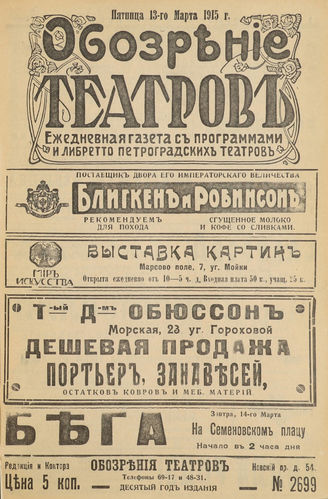 Пятница 13-го Марта 1915 г.
Обозрѣніе
ТЕАТРОВЪ
Ежедневная газета съ программами
и либретто петроградскихъ театровъ
ПОСТАВЩИКЪ ДВОРА ЕГО ИМПЕРАТОРСКАГО ВЕЛИЧЕСТВА
БЛИГКЕНЪ и РОБИНСОНЪ
РЕКОМЕНДУЕМЪ ДЛЯ ПОХОДА
СГУЩЕННОЕ МОЛОКО И КОФЕ СО СЛИВКАМИ.
МІРЪ ИСКУССТВА
ВЫСТАВКА КАРТИНЪ
Марсово поле, 7, уг. Мойки
Открыта ежедневно отъ 10—5 ч. д. Входная плата 50 к., учащ. 25 к.
Т-ый Д-мъ ОБЮССОНЪ
Морская, 23 уг. Гороховой
ДЕШЕВАЯ ПРОДАЖА
ПОРТЬЕРЪ, ЗАНАВѢСЕЙ,
ОСТАТКОВЪ КОВРОВЪ И МЕБ. МАТЕРІЙ
БѢГА
Завтра, 14-го Марта
На Семеновскомъ плацу
Начало въ 2 часа дня
Редакція и Контора
ОБОЗРѢНІЯ ТЕАТРОВЪ
Невскій пр. д. 54.
Телефоны 69-17 и 48-31.
Цѣна 5 коп.
ДЕСЯТЫЙ ГОДЪ ИЗДАНІЯ
№ 2699